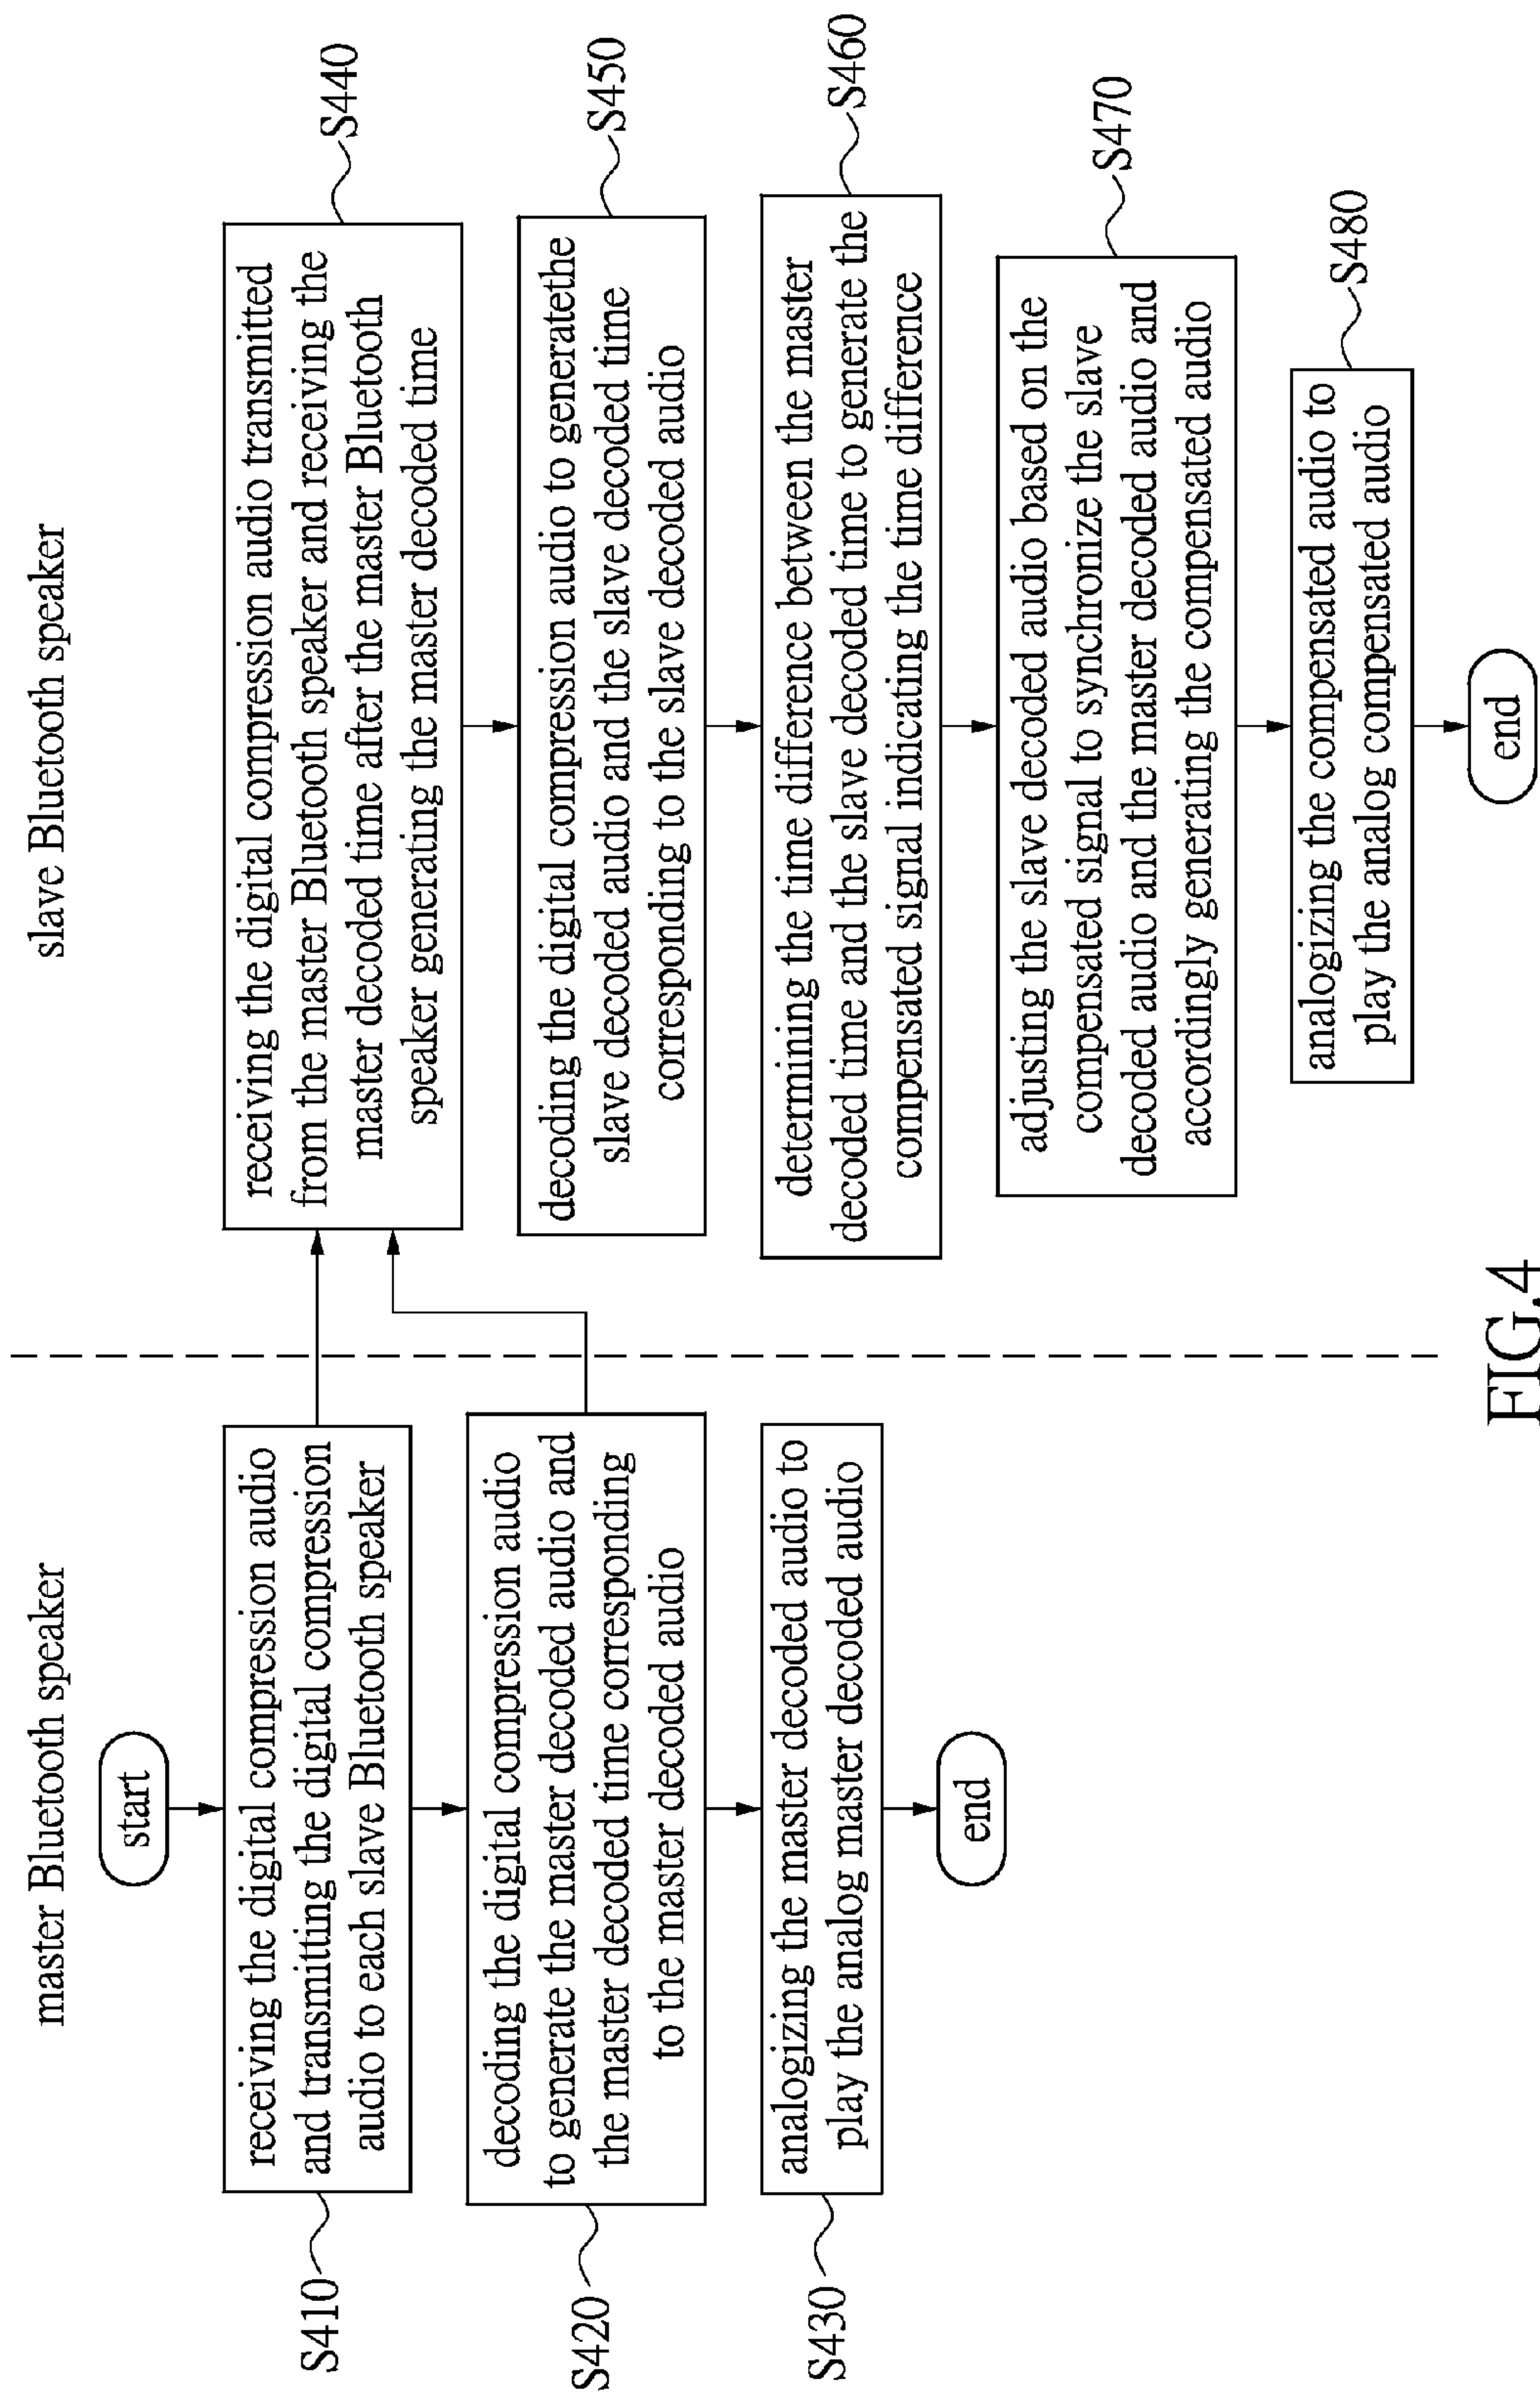 master Bluetooth speaker
start
S410
receiving the digital compression audio
and transmitting the digital compression
audio to each slave Bluetooth speaker
S420
decoding the digital compression audio
to generate the master decoded audio and
the master decoded time corresponding
to the master decoded audio
S430
analogizing the master decoded audio to
play the analog master decoded audio
end
slave Bluetooth speaker
S440
receiving the digital compression audio transmitted
from the master Bluetooth speaker and receiving the
master decoded time after the master Bluetooth
speaker generating the master decoded time
S450
decoding the digital compression audio to generatethe
slave decoded audio and the slave decoded time
corresponding to the slave decoded audio
S460
determining the time difference between the master
decoded time and the slave decoded time to generate the
compensated signal indicating the time difference
S470
adjusting the slave decoded audio based on the
compensated signal to synchronize the slave
decoded audio and the master decoded audio and
accordingly generating the compensated audio
S480
analogizing the compensated audio to
play the analog compensated audio
end
FIG.4